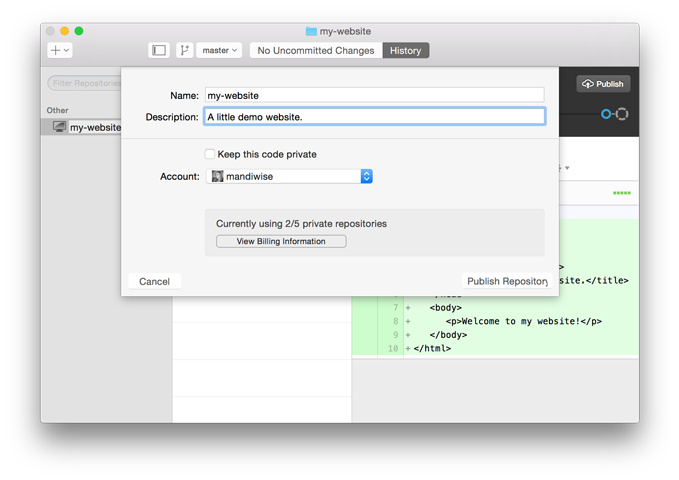 my-website
master
No Uncommitted Changes
History
Filter Repositories
Publish
Other
my-website
Name: my-website
Description: A little demo website.
Keep this code private
Account: mandiwise
Currently using 2/5 private repositories
View Billing Information
Cancel
Publish Repository
>
site.</title>
7 + <body>
8 + <p>Welcome to my website!</p>
9 + </body>
10 +</html>